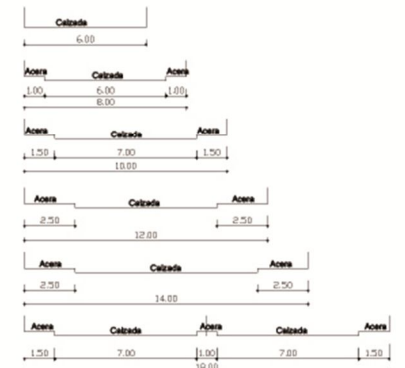 Calzada
6.00
Acera Calzada Acera
1.00 6.00 1.00
8.00
Acera Calzada Acera
1.50 7.00 1.50
10.00
Acera Calzada Acera
2.50 2.50
12.00
Acera Calzada Acera
2.50 2.50
14.00
Acera Calzada Acera Calzada Acera
1.50 7.00 1.00 7.00 1.50